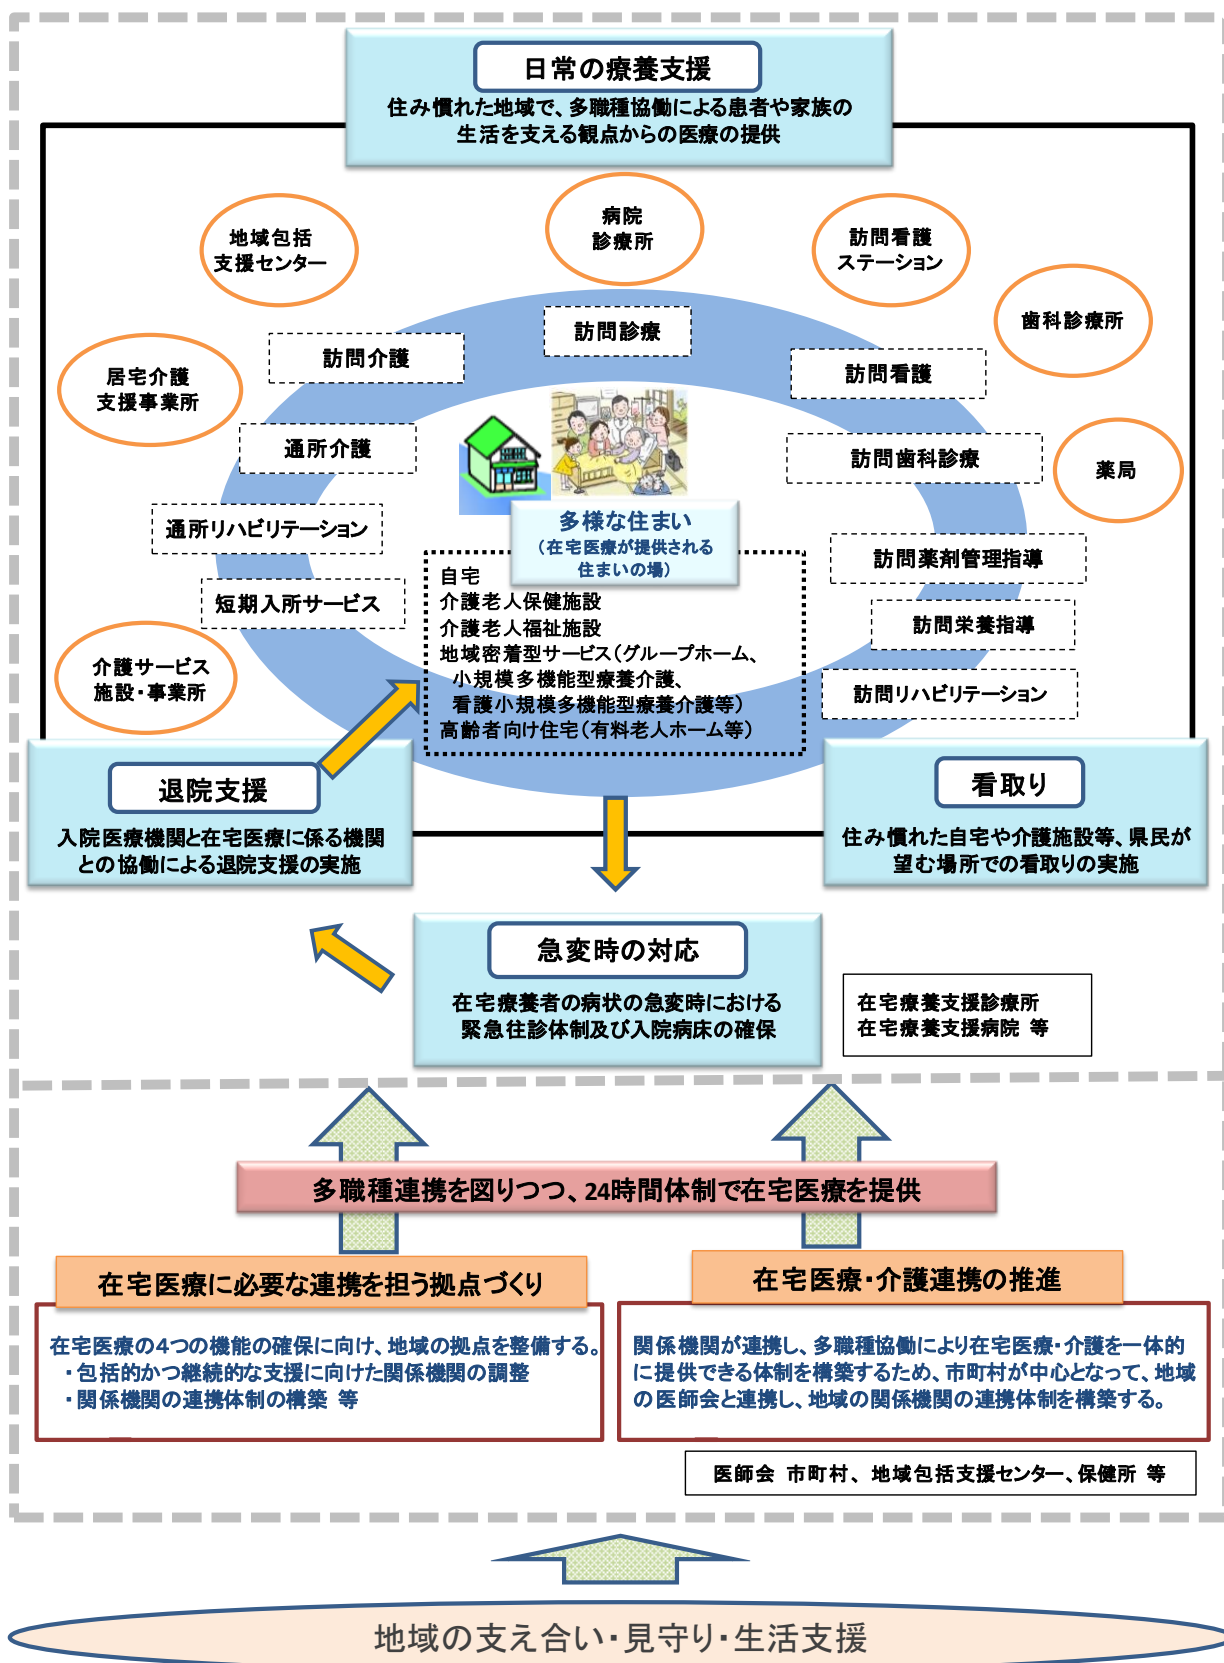 日常の療養支援
住み慣れた地域で、多職種協働による患者や家族の
生活を支える観点からの医療の提供
病院
診療所
地域包括
支援センター
訪問看護
ステーション
歯科診療所
居宅介護
支援事業所
薬局
介護サービス
施設・事業所
訪問診療
訪問介護
訪問看護
通所介護
訪問歯科診療
通所リハビリテーション
訪問薬剤管理指導
短期入所サービス
訪問栄養指導
訪問リハビリテーション
多様な住まい
（在宅医療が提供される
住まいの場）
自宅
介護老人保健施設
介護老人福祉施設
地域密着型サービス（グループホーム、
小規模多機能型療養介護、
看護小規模多機能型療養介護等）
高齢者向け住宅（有料老人ホーム等）
退院支援
入院医療機関と在宅医療に係る機関
との協働による退院支援の実施
看取り
住み慣れた自宅や介護施設等、県民が
望む場所での看取りの実施
急変時の対応
在宅療養者の病状の急変時における
緊急往診体制及び入院病床の確保
在宅療養支援診療所
在宅療養支援病院 等
多職種連携を図りつつ、24時間体制で在宅医療を提供
在宅医療に必要な連携を担う拠点づくり
在宅医療の４つの機能の確保に向け、地域の拠点を整備する。
・包括的かつ継続的な支援に向けた関係機関の調整
・関係機関の連携体制の構築 等
在宅医療・介護連携の推進
関係機関が連携し、多職種協働により在宅医療・介護を一体的
に提供できる体制を構築するため、市町村が中心となって、地域
の医師会と連携し、地域の関係機関の連携体制を構築する。
医師会 市町村、地域包括支援センター、保健所 等
地域の支え合い・見守り・生活支援